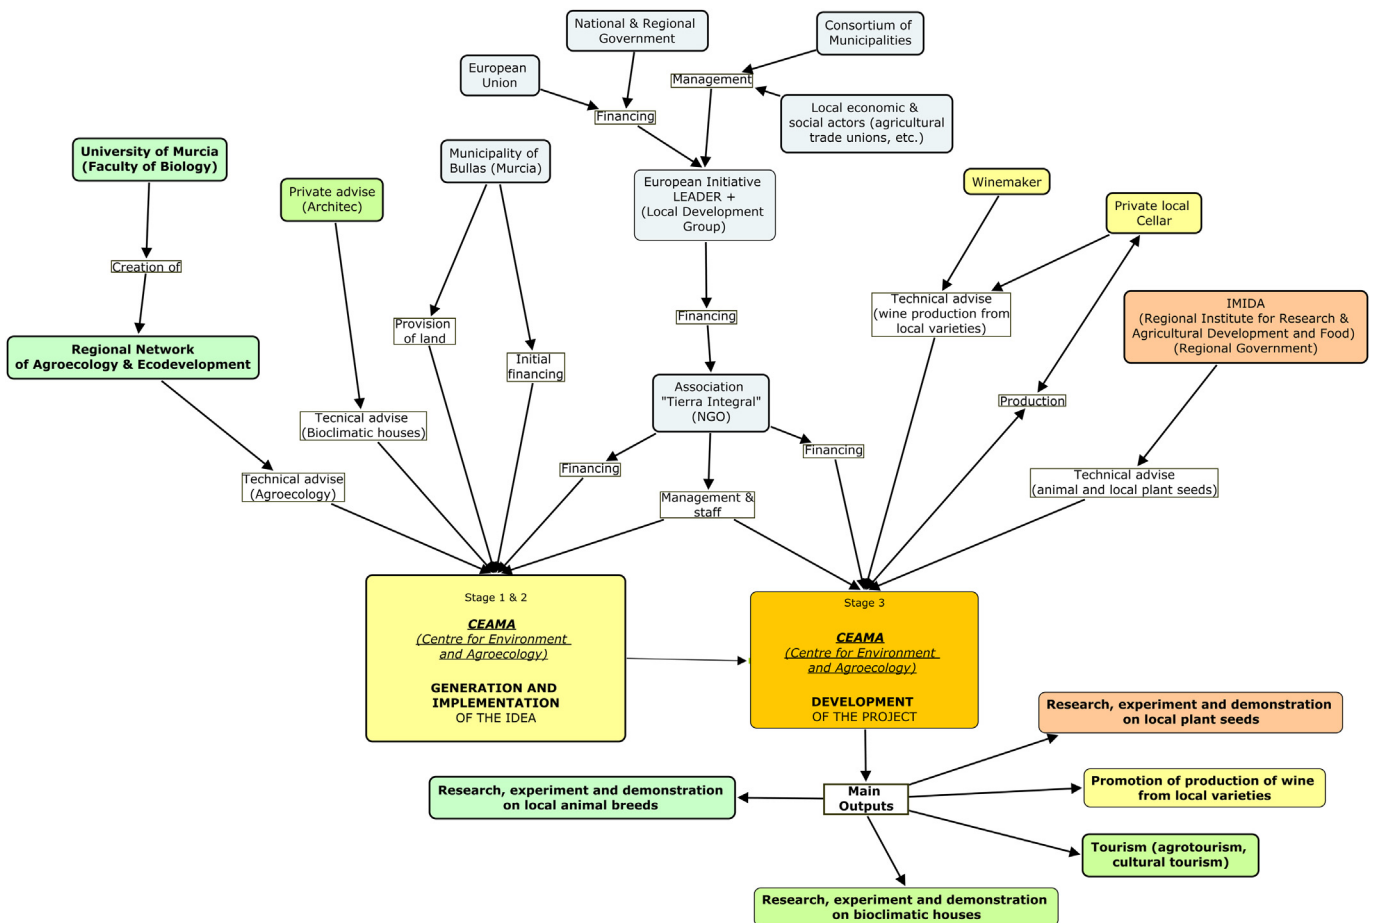 National & Regional
Government
Consortium of
Municipalities
European
Union
Management
Financing
Local economic &
social actors (agricultural
trade unions, etc.)
University of Murcia
(Faculty of Biology)
Municipality of
Bullas (Murcia)
Private advise
(Architec)
European Initiative
LEADER +
(Local Development
Group)
Winemaker
Private local
Cellar
Creation of
Technical advise
(wine production from
local varieties)
IMIDA
(Regional Institute for Research &
Agricultural Development and Food)
(Regional Government)
Provision
of land
Financing
Regional Network
of Agroecology & Ecodevelopment
Initial
financing
Association
"Tierra Integral"
(NGO)
Production
Tecnical advise
(Bioclimatic houses)
Financing
Financing
Technical advise
(Agroecology)
Management &
staff
Technical advise
(animal and local plant seeds)
Stage 1 & 2
CEAMA
(Centre for Environment
and Agroecology)
GENERATION AND
IMPLEMENTATION
OF THE IDEA
Stage 3
CEAMA
(Centre for Environment
and Agroecology)
DEVELOPMENT
OF THE PROJECT
Research, experiment and demonstration
on local plant seeds
Research, experiment and demonstration
on local animal breeds
Main
Outputs
Promotion of production of wine
from local varieties
Tourism (agrotourism,
cultural tourism)
Research, experiment and demonstration
on bioclimatic houses